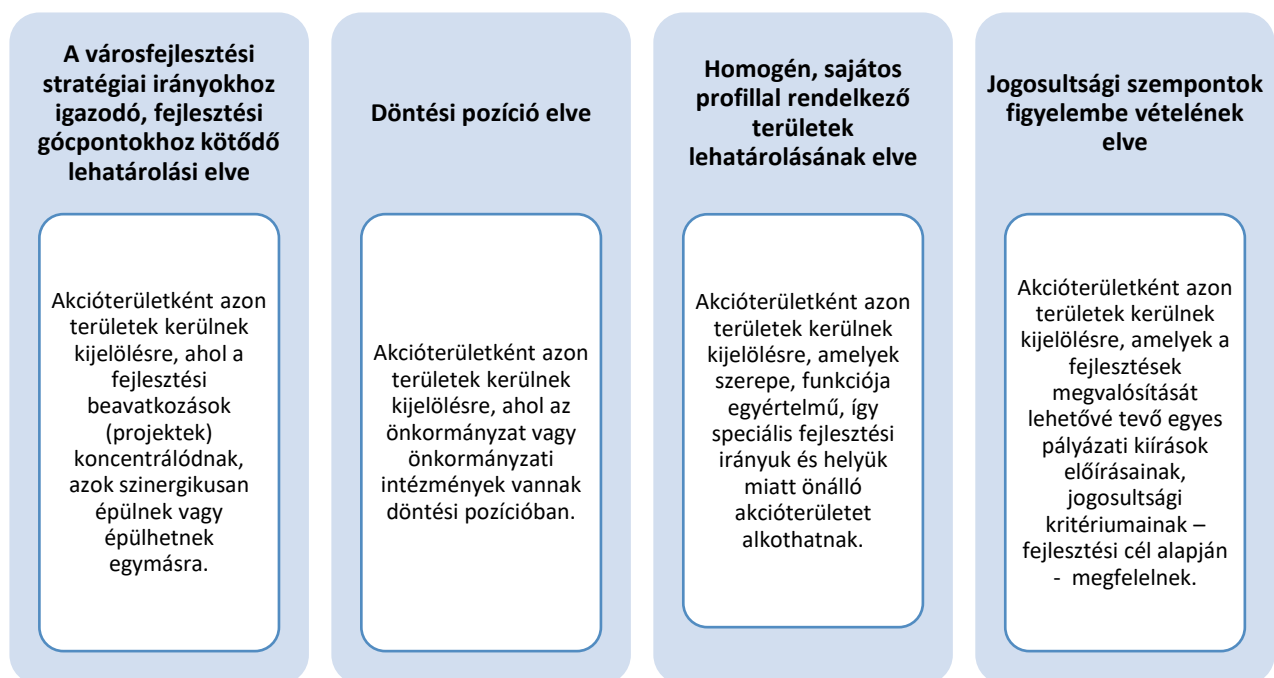 A városfejlesztési
stratégiai irányokhoz
igazodó, fejlesztési
gócpontokhoz kötődő
lehatárolási elve
Akcióterületként azon
területek kerülnek
kijelölésre, ahol a
fejlesztési
beavatkozások
(projektek)
koncentrálódnak,
azok szinergikusan
épülnek vagy
épülhetnek
egymásra.
Döntési pozíció elve
Akcióterületként azon
területek kerülnek
kijelölésre, ahol az
önkormányzat vagy
önkormányzati
intézmények vannak
döntési pozícióban.
Homogén, sajátos
profillal rendelkező
területek
lehatárolásának elve
Akcióterületként azon
területek kerülnek
kijelölésre, amelyek
szerepe, funkciója
egyértelmű, így
speciális fejlesztési
irányuk és helyük
miatt önálló
akcióterületet
alkothatnak.
Jogosultsági szempontok
figyelembe vételének
elve
Akcióterületként azon
területek kerülnek
kijelölésre, amelyek a
fejlesztések
megvalósítását
lehetővé tevő egyes
pályázati kiírások
előírásainak,
jogosultsági
kritériumainak –
fejlesztési cél alapján
- megfelelnek.